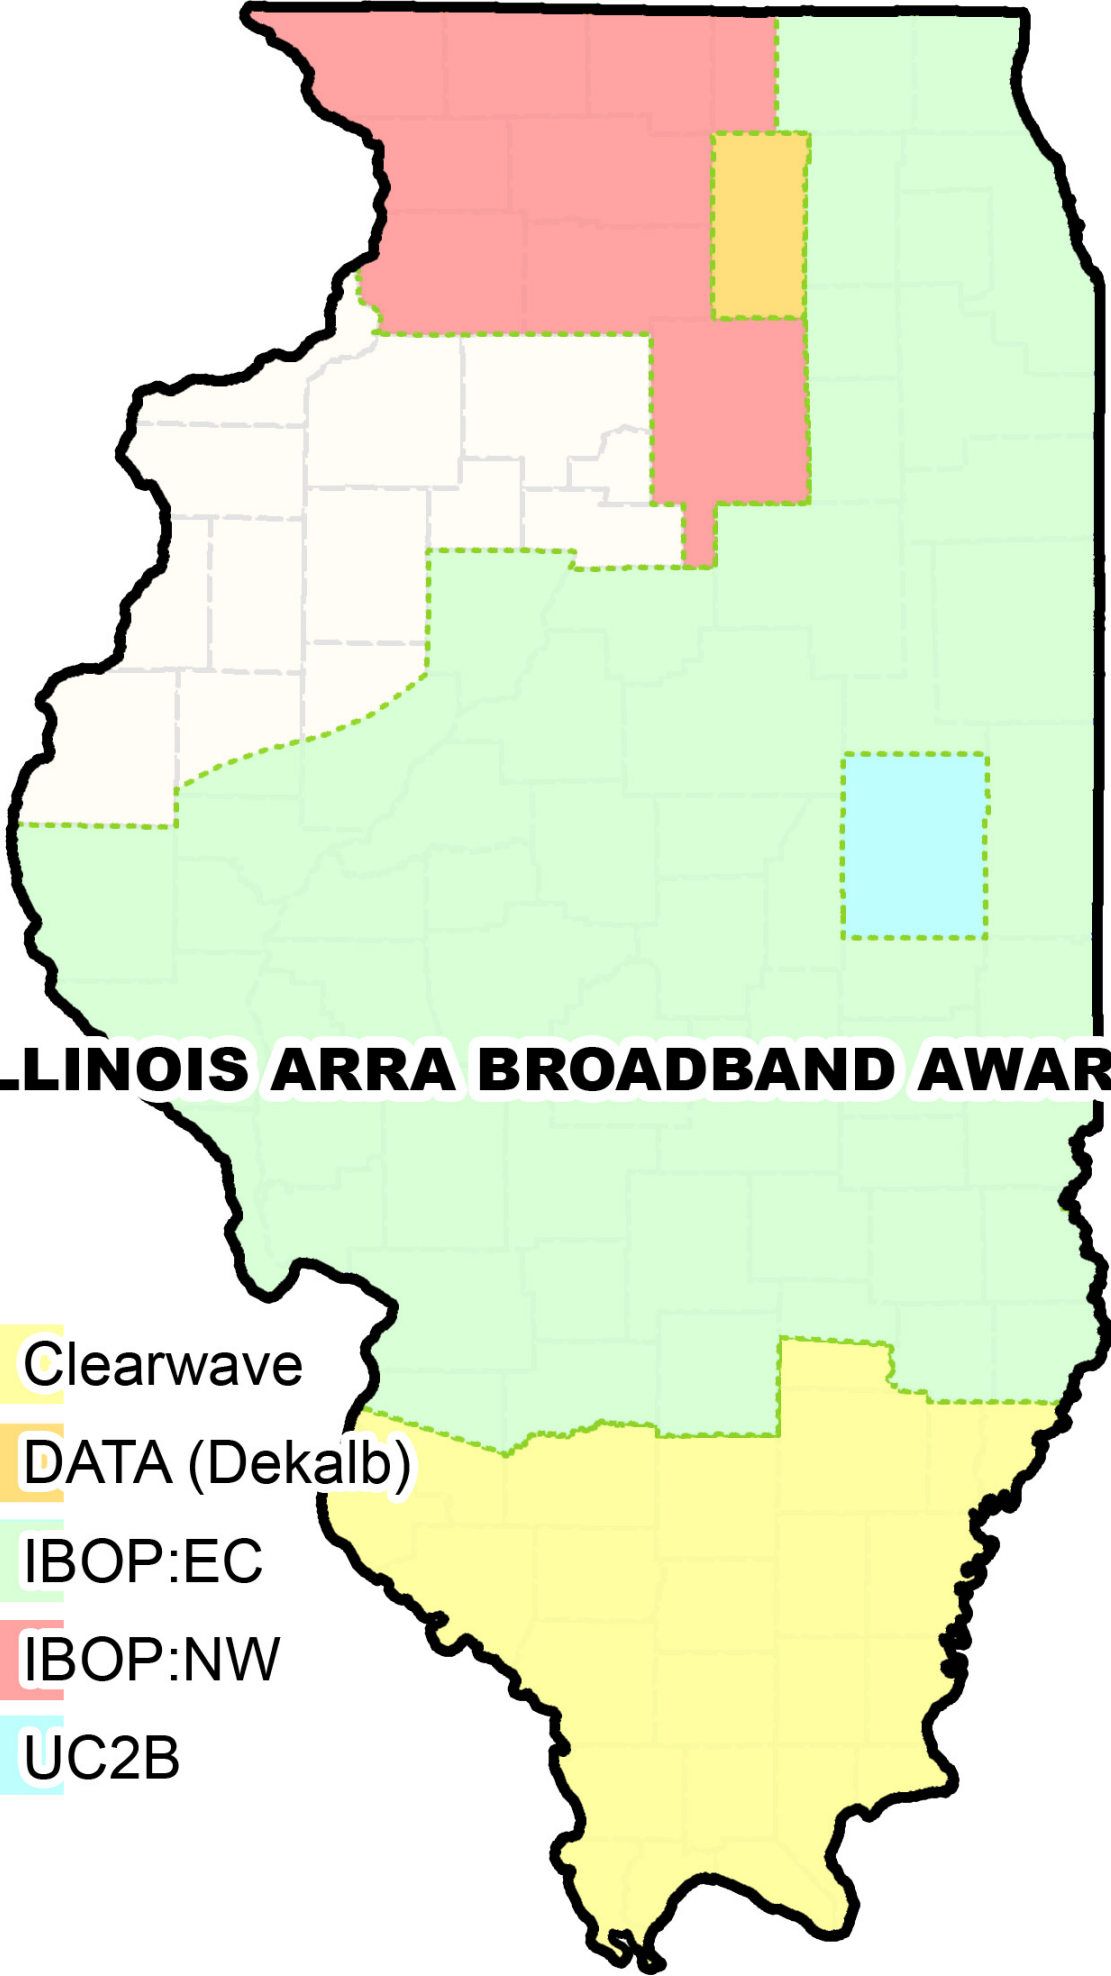 LLINOIS ARRA BROADBAND AWAR
Clearwave
DATA (Dekalb)
IBOP:EC
IBOP:NW
UC2B